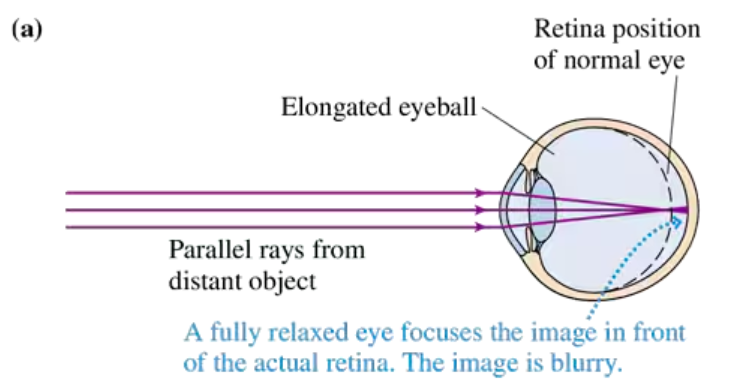 (a)
Retina position
of normal eye
Elongated eyeball
Parallel rays from
distant object
A fully relaxed eye focuses the image in front
of the actual retina. The image is blurry.